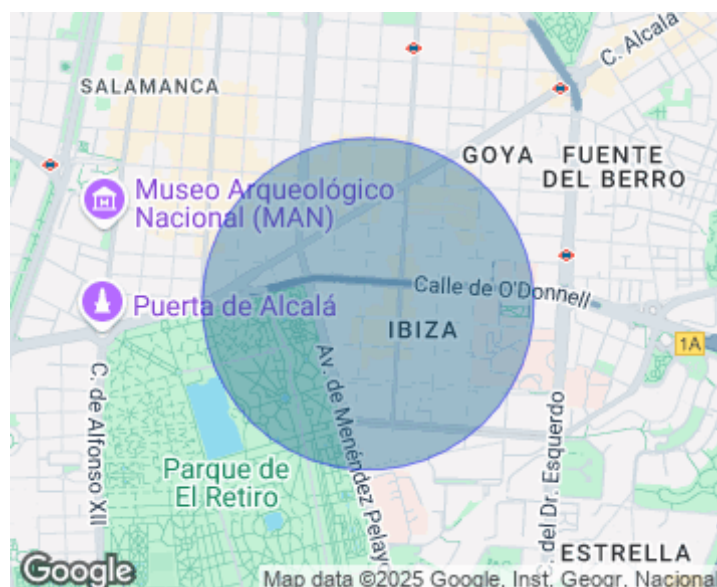 C. Alcalá
SALAMANCA
GOYA
FUENTE
DEL BERRO
Museo Arqueológico
Nacional (MAN)
Calle de O'Donnell
Puerta de Alcalá
IBIZA
1A
C. de Alfonso XII
Av. de Menéndez Pelayo
C. del Dr. Esquerdo
Parque de
El Retiro
ESTRELLA
Google
Map data ©2025 Google, Inst. Geogr. Nacional